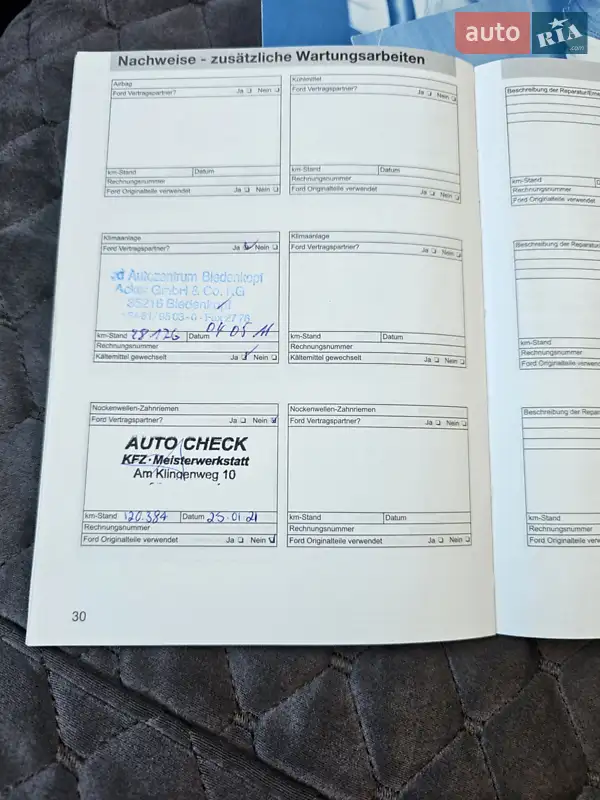 auto RIA.com
Nachweise - zusätzliche Wartungsarbeiten
Airbag
Ford Vertragspartner? Ja Nein
km-Stand Datum
Rechnungsnummer
Ford Originalteile verwendet Ja Nein
Kühlmittel
Ford Vertragspartner? Ja Nein
km-Stand Datum
Rechnungsnummer
Ford Originalteile verwendet Ja Nein
Klimaanlage
Ford Vertragspartner? Ja Nein
Autozentrum Biedenkopf
Acker GmbH & Co. KG
35216 Biedenkopf
km-Stand 28126 Datum 04 05 11
Rechnungsnummer
Kältemittel gewechselt Ja Nein
Klimaanlage
Ford Vertragspartner? Ja Nein
km-Stand Datum
Rechnungsnummer
Kältemittel gewechselt Ja Nein
Nockenwellen-Zahnriemen
Ford Vertragspartner? Ja Nein
AUTO CHECK
KFZ-Meisterwerkstatt
Am Klingenweg 10
km-Stand 120.384 Datum 25.01.21
Rechnungsnummer
Ford Originalteile verwendet Ja Nein
Nockenwellen-Zahnriemen
Ford Vertragspartner? Ja Nein
km-Stand Datum
Rechnungsnummer
Ford Originalteile verwendet Ja Nein
30
Beschreibung der Reparatur/Erne
km-Stand
Rechnungsnummer
Ford Originalteile verwen
Beschreibung der Reparatu
km-Stand
Rechnungsnummer
Ford Originalteile verwend
Beschreibung der Repar
km-Stand
Rechnungsnummer
Ford Originalteile ve